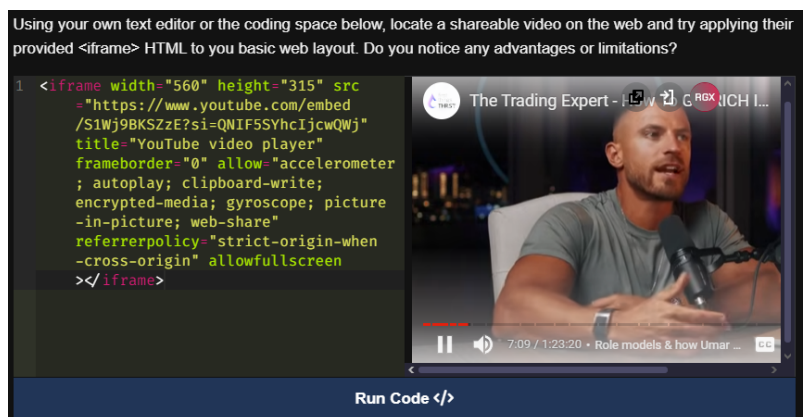 Using your own text editor or the coding space below, locate a shareable video on the web and try applying their
provided <iframe> HTML to you basic web layout. Do you notice any advantages or limitations?
1 <iframe width="560" height="315" src
="https://www.youtube.com/embed
/S1Wj9BKSZzE?si=QNIF5SYhcIjcwQWj"
title="YouTube video player"
frameborder="0" allow="accelerometer
; autoplay; clipboard-write;
encrypted-media; gyroscope; picture
-in-picture; web-share"
referrerpolicy="strict-origin-when
-cross-origin" allowfullscreen
></iframe>
The Trading Expert - RGX ICH I...
7:09 / 1:23:20 • Role models & how Umar ... CC
Run Code </>